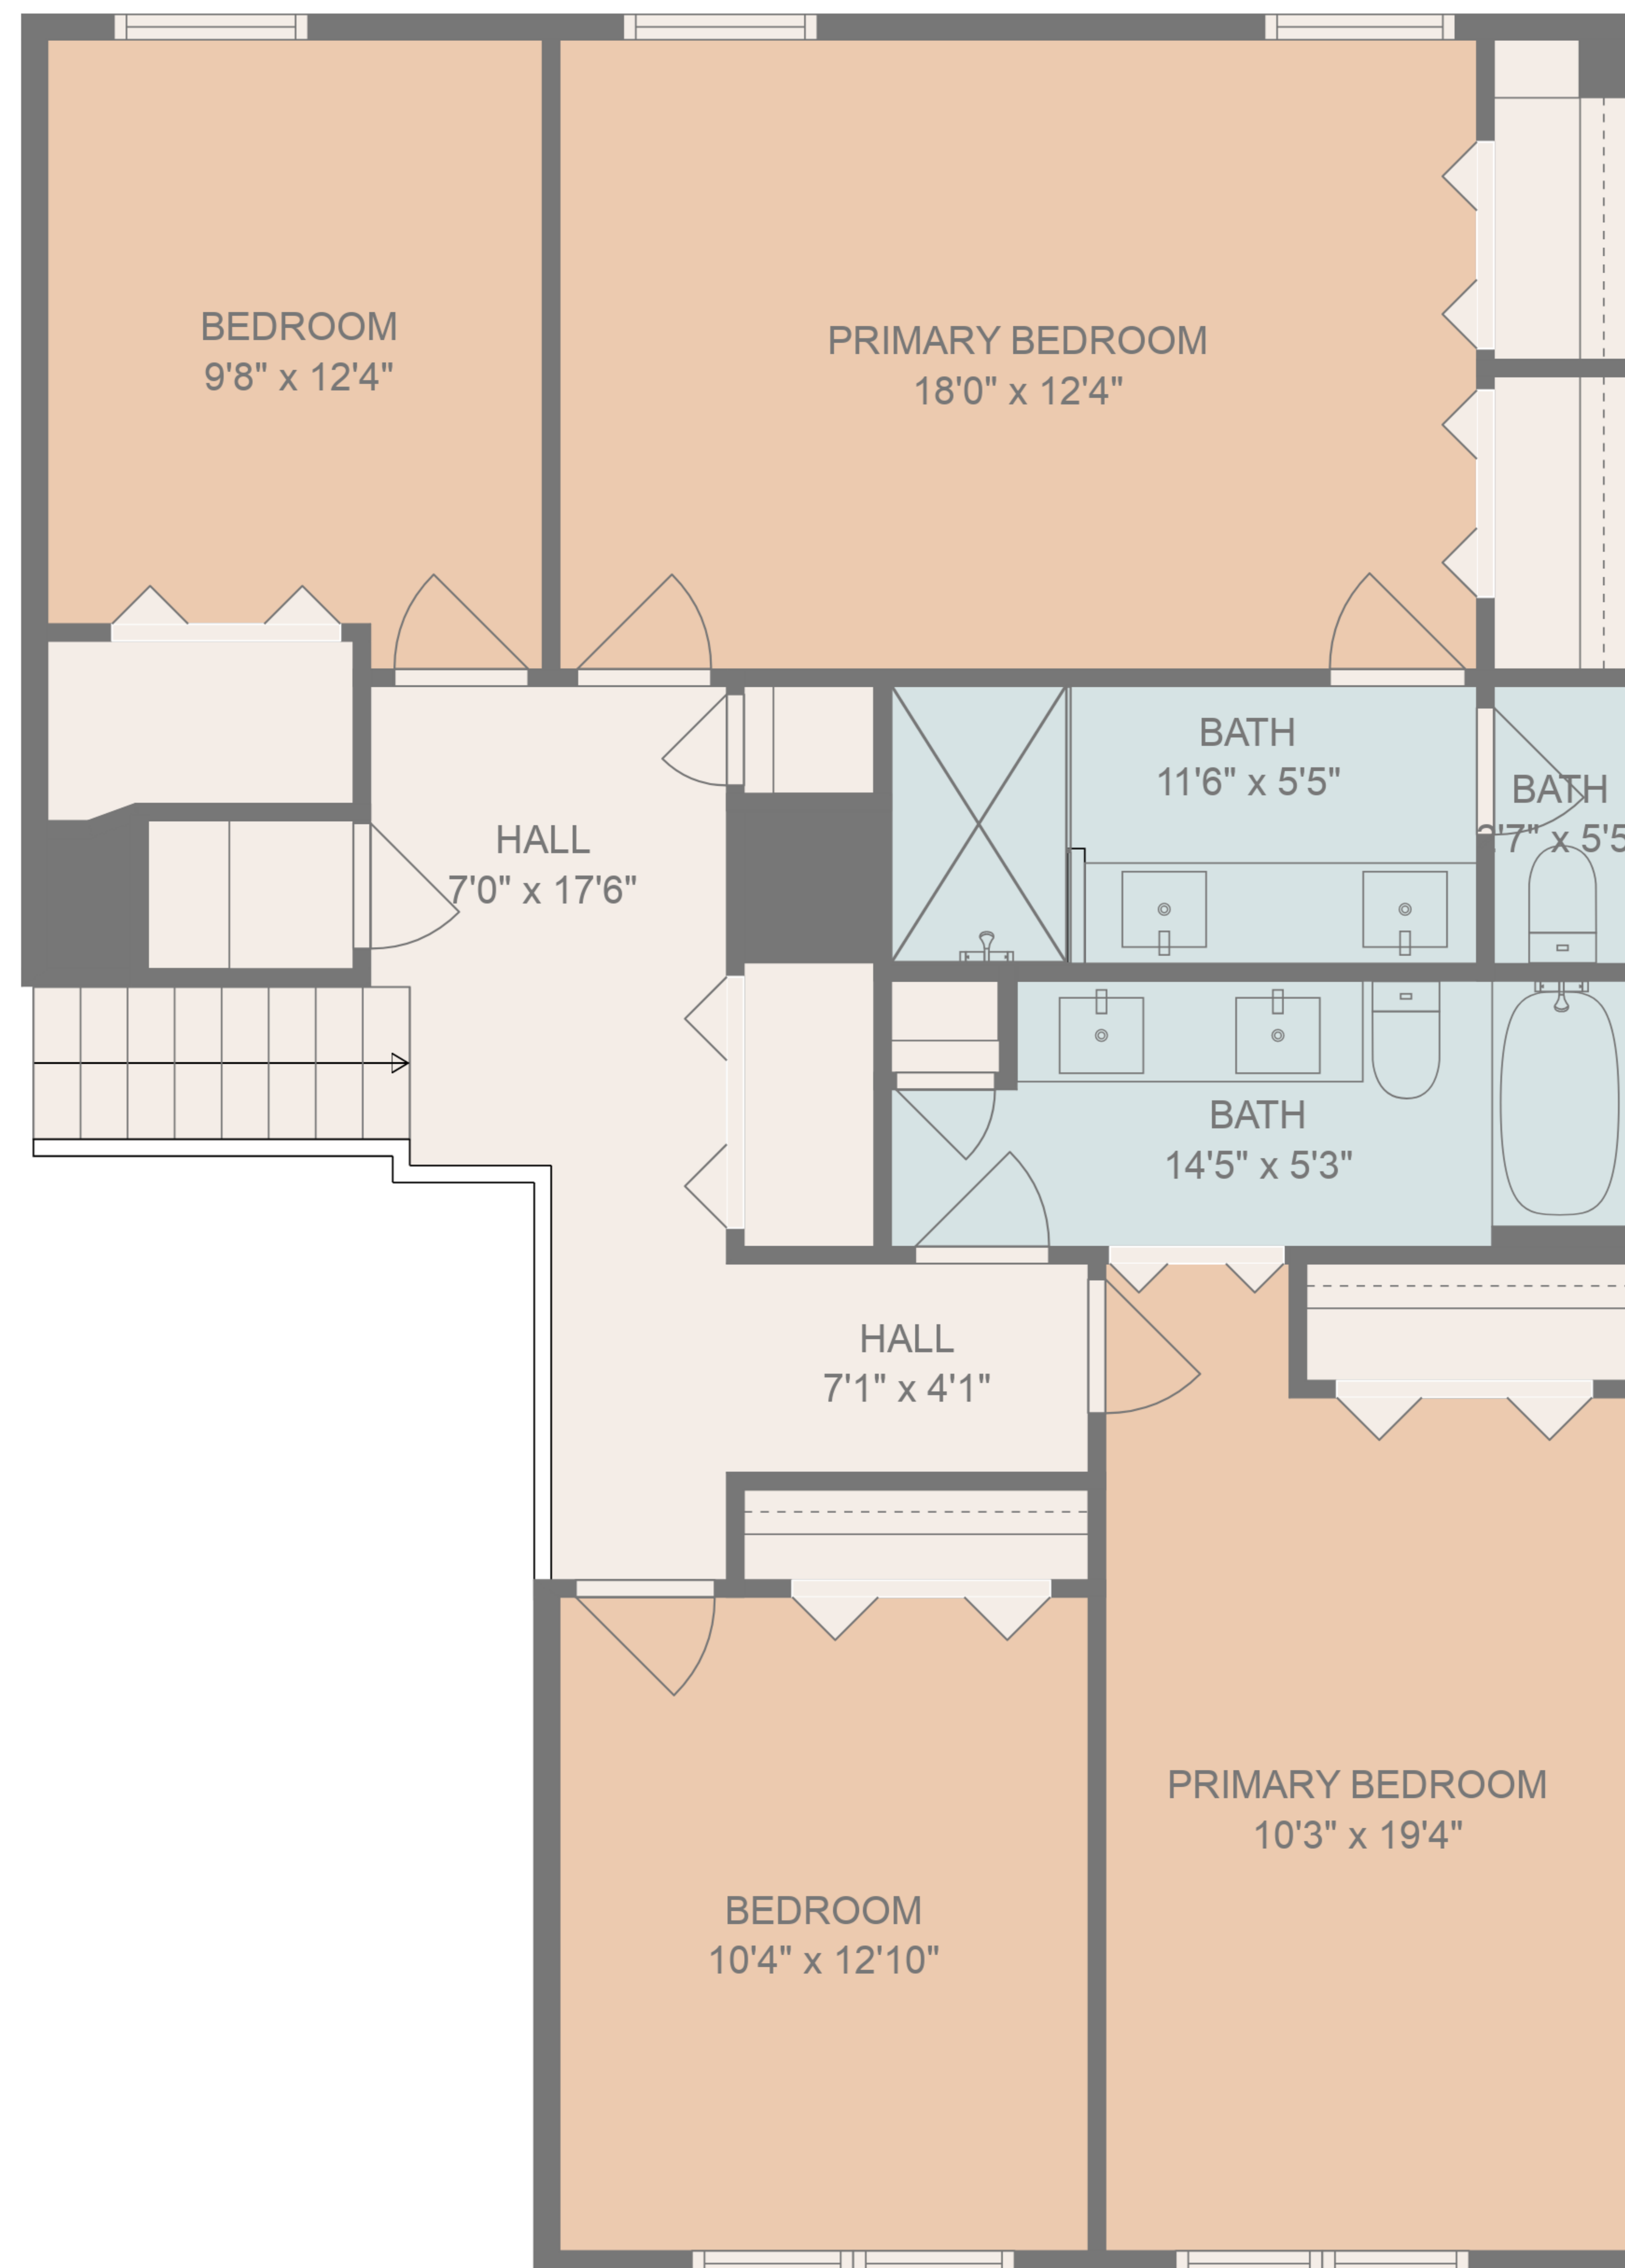 BEDROOM
9'8" x 12'4"
PRIMARY BEDROOM
18'0" x 12'4"
BATH
11'6" x 5'5"
BATH
HALL
7'0" x 17'6"
BATH
14'5" x 5'3"
HALL
7'1" x 4'1"
PRIMARY BEDROOM
10'3" x 19'4"
BEDROOM
10'4" x 12'10"